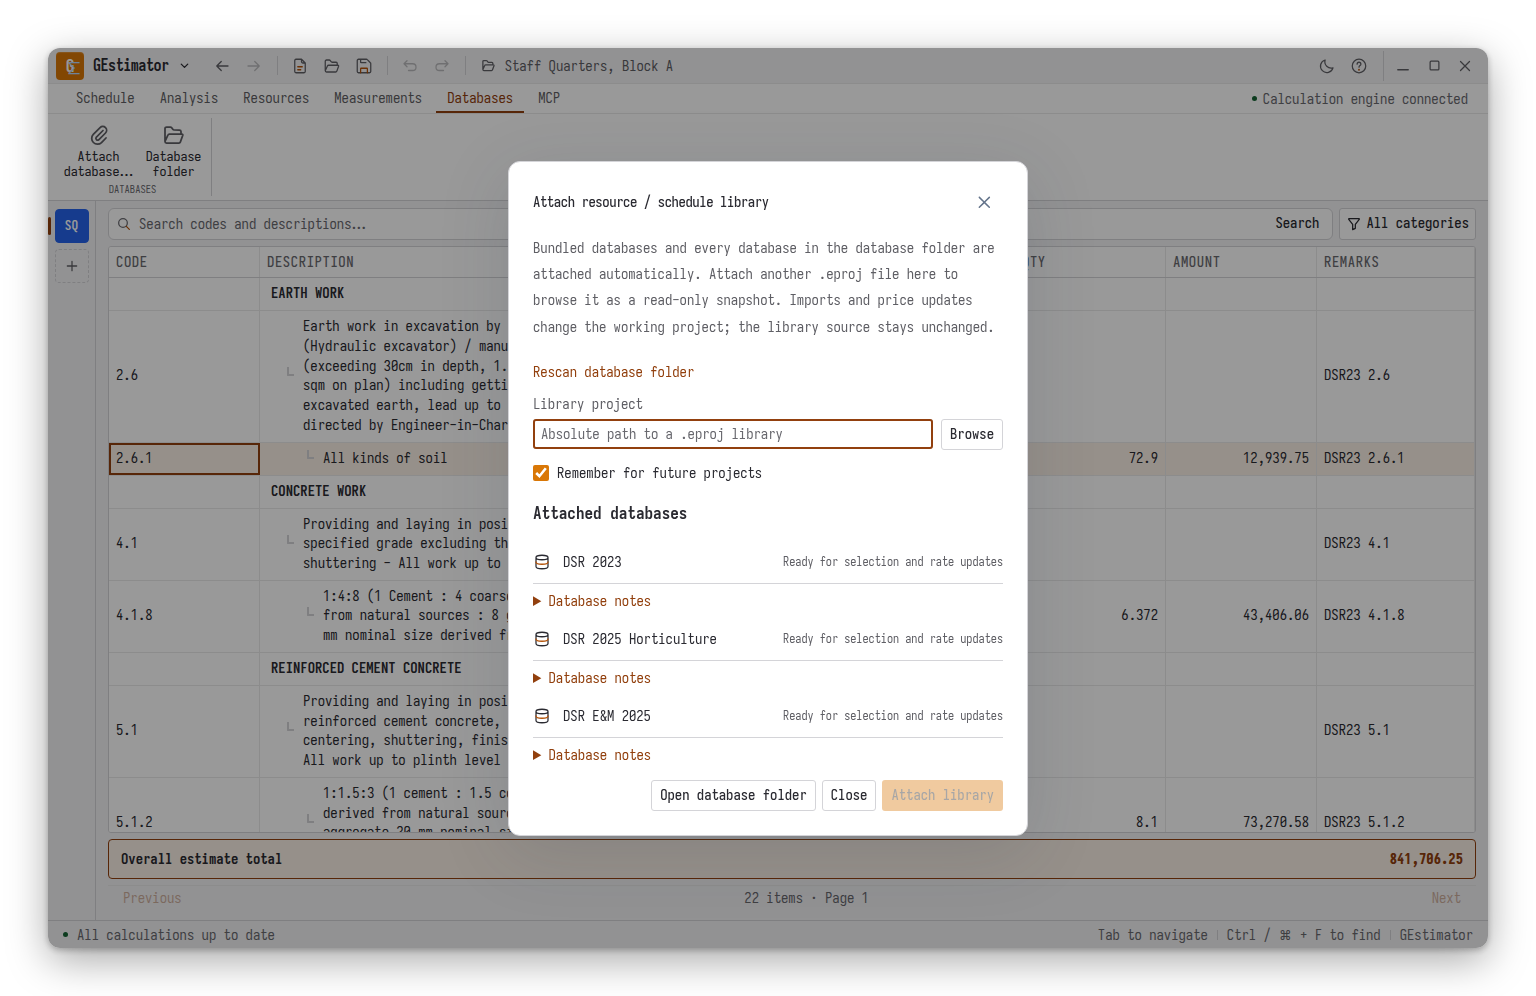 GEstimator
Staff Quarters, Block A
Schedule
Analysis
Resources
Measurements
Databases
MCP
Calculation engine connected
Attach
database...
Database
folder
DATABASES
SQ
Search codes and descriptions...
Search
All categories
CODE
DESCRIPTION
TY
AMOUNT
REMARKS
EARTH WORK
2.6
Earth work in excavation by
(Hydraulic excavator) / manu
(exceeding 30cm in depth, 1.
sqm on plan) including getti
excavated earth, lead up to
directed by Engineer-in-Char
DSR23 2.6
2.6.1
All kinds of soil
72.9
12,939.75
DSR23 2.6.1
CONCRETE WORK
4.1
Providing and laying in posi
specified grade excluding th
shuttering - All work up to
DSR23 4.1
4.1.8
1:4:8 (1 Cement : 4 coars
from natural sources : 8
mm nominal size derived f
6.372
43,406.06
DSR23 4.1.8
REINFORCED CEMENT CONCRETE
5.1
Providing and laying in posi
reinforced cement concrete,
centering, shuttering, finis
All work up to plinth level
DSR23 5.1
5.1.2
1:1.5:3 (1 cement : 1.5 c
derived from natural sour
aggregate 20 mm nominal s
8.1
73,270.58
DSR23 5.1.2
Attach resource / schedule library
Bundled databases and every database in the database folder are
attached automatically. Attach another .eproj file here to
browse it as a read-only snapshot. Imports and price updates
change the working project; the library source stays unchanged.
Rescan database folder
Library project
Absolute path to a .eproj library
Browse
Remember for future projects
Attached databases
DSR 2023
Ready for selection and rate updates
Database notes
DSR 2025 Horticulture
Ready for selection and rate updates
Database notes
DSR E&M 2025
Ready for selection and rate updates
Database notes
Open database folder
Close
Attach library
Overall estimate total
841,706.25
Previous
22 items · Page 1
Next
All calculations up to date
Tab to navigate
Ctrl / ⌘ + F to find
GEstimator